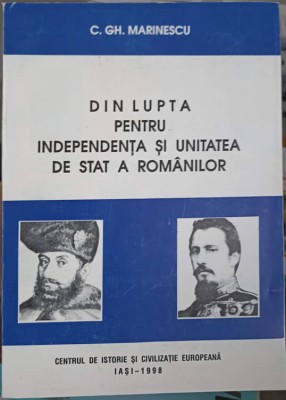 C. GH. MARINESCU
DIN LUPTA
PENTRU
INDEPENDENȚA ȘI UNITATEA
DE STAT A ROMÂNILOR
CENTRUL DE ISTORIE ȘI CIVILIZAȚIE EUROPEANĂ
IAȘI-1998